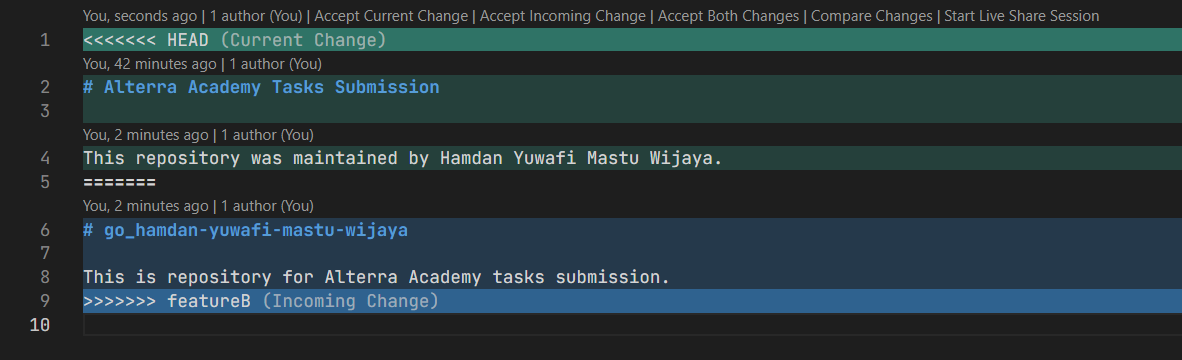 You, seconds ago | 1 author (You) | Accept Current Change | Accept Incoming Change | Accept Both Changes | Compare Changes | Start Live Share Session
1 <<<<<<< HEAD (Current Change)
You, 42 minutes ago | 1 author (You)
2 # Alterra Academy Tasks Submission
3
You, 2 minutes ago | 1 author (You)
4 This repository was maintained by Hamdan Yuwafi Mastu Wijaya.
5 =======
You, 2 minutes ago | 1 author (You)
6 # go_hamdan-yuwafi-mastu-wijaya
7
8 This is repository for Alterra Academy tasks submission.
9 >>>>>>> featureB (Incoming Change)
10